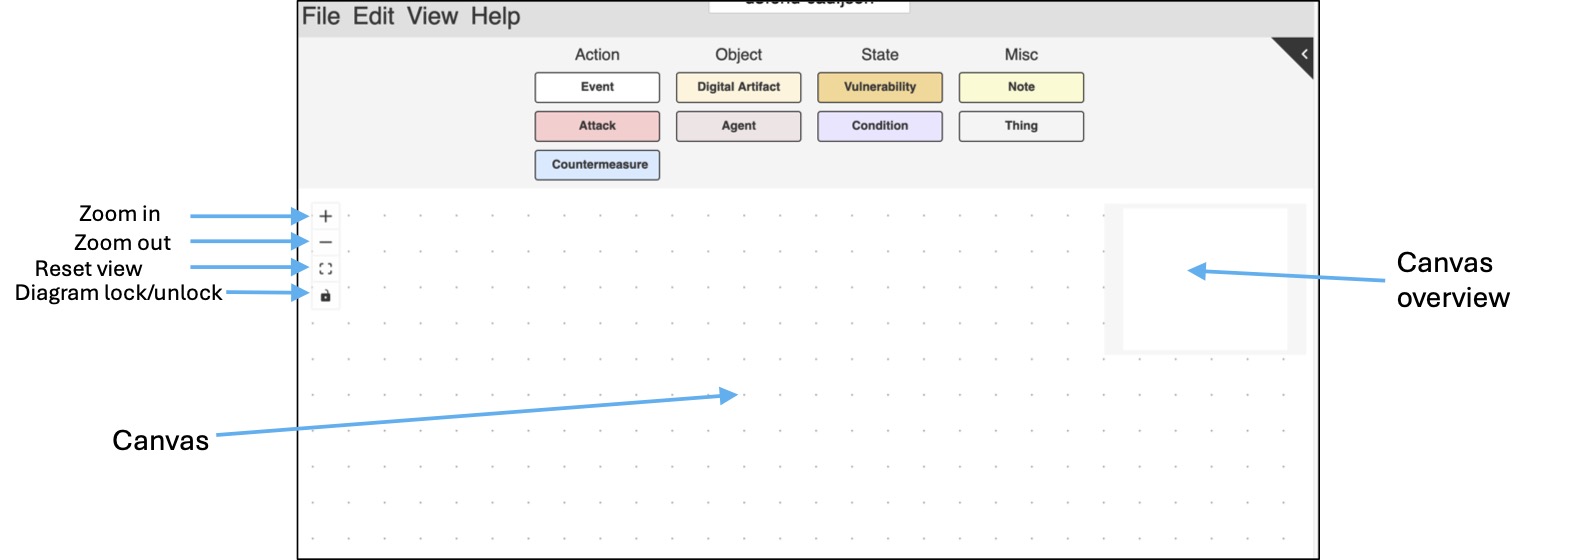 File Edit View Help
Action Object State Misc
Event Digital Artifact Vulnerability Note
Attack Agent Condition Thing
Countermeasure
Zoom in
Zoom out
Reset view
Diagram lock/unlock
Canvas
overview
Canvas